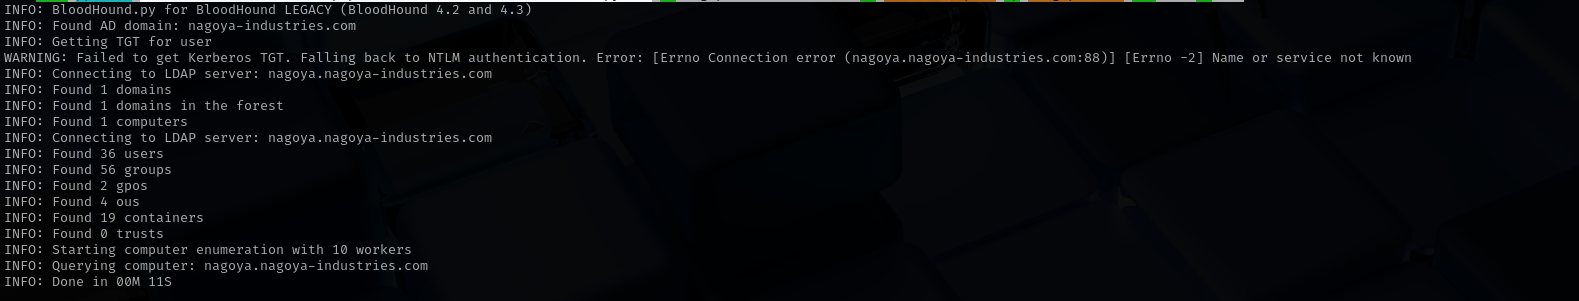 INFO: BloodHound.py for BloodHound LEGACY (BloodHound 4.2 and 4.3)
INFO: Found AD domain: nagoya-industries.com
INFO: Getting TGT for user
WARNING: Failed to get Kerberos TGT. Falling back to NTLM authentication. Error: [Errno Connection error (nagoya.nagoya-industries.com:88)] [Errno -2] Name or service not known
INFO: Connecting to LDAP server: nagoya.nagoya-industries.com
INFO: Found 1 domains
INFO: Found 1 domains in the forest
INFO: Found 1 computers
INFO: Connecting to LDAP server: nagoya.nagoya-industries.com
INFO: Found 36 users
INFO: Found 56 groups
INFO: Found 2 gpos
INFO: Found 4 ous
INFO: Found 19 containers
INFO: Found 0 trusts
INFO: Starting computer enumeration with 10 workers
INFO: Querying computer: nagoya.nagoya-industries.com
INFO: Done in 00M 11S